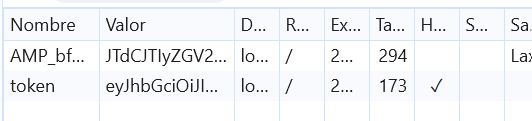 Nombre Valor D... R... Ex... Ta... H... S... Sa...
AMP_bf... JTdCJTIyZGV2... lo... / 2... 294 Lax
token eyJhbGciOiJI... lo... / 2... 173 ✓